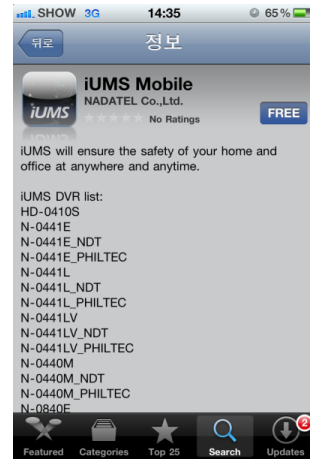 SHOW 3G 14:35 65%
뒤로 정보
iUMS
iUMS Mobile
NADATEL Co.,Ltd.
No Ratings
FREE
iUMS will ensure the safety of your home and
office at anywhere and anytime.
iUMS DVR list:
HD-0410S
N-0441E
N-0441E_NDT
N-0441E_PHILTEC
N-0441L
N-0441L_NDT
N-0441L_PHILTEC
N-0441LV
N-0441LV_NDT
N-0441LV_PHILTEC
N-0440M
N-0440M_NDT
N-0440M_PHILTEC
N-0840E
2
Featured Categories Top 25 Search Updates